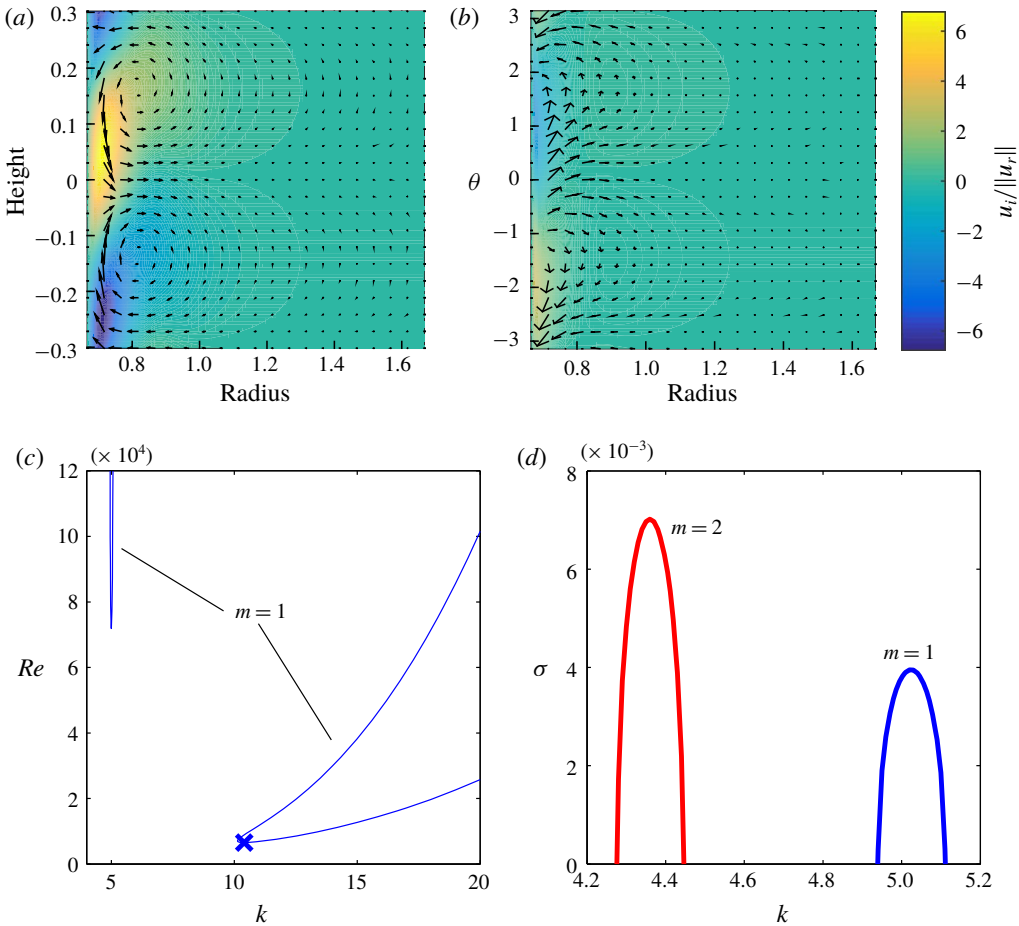 (a)
0.3
0.2
0.1
0
−0.1
−0.2
−0.3
Height
0.8 1.0 1.2 1.4 1.6
Radius
(b)
3
2
1
0
−1
−2
−3
θ
0.8 1.0 1.2 1.4 1.6
Radius
6
4
2
0
−2
−4
−6
u_i/||u_r||
(c)
(× 10⁴)
12
10
8
6
4
2
0
Re
m = 1
5 10 15 20
k
(d)
(× 10⁻³)
8
6
4
2
0
σ
m = 2
m = 1
4.2 4.4 4.6 4.8 5.0 5.2
k